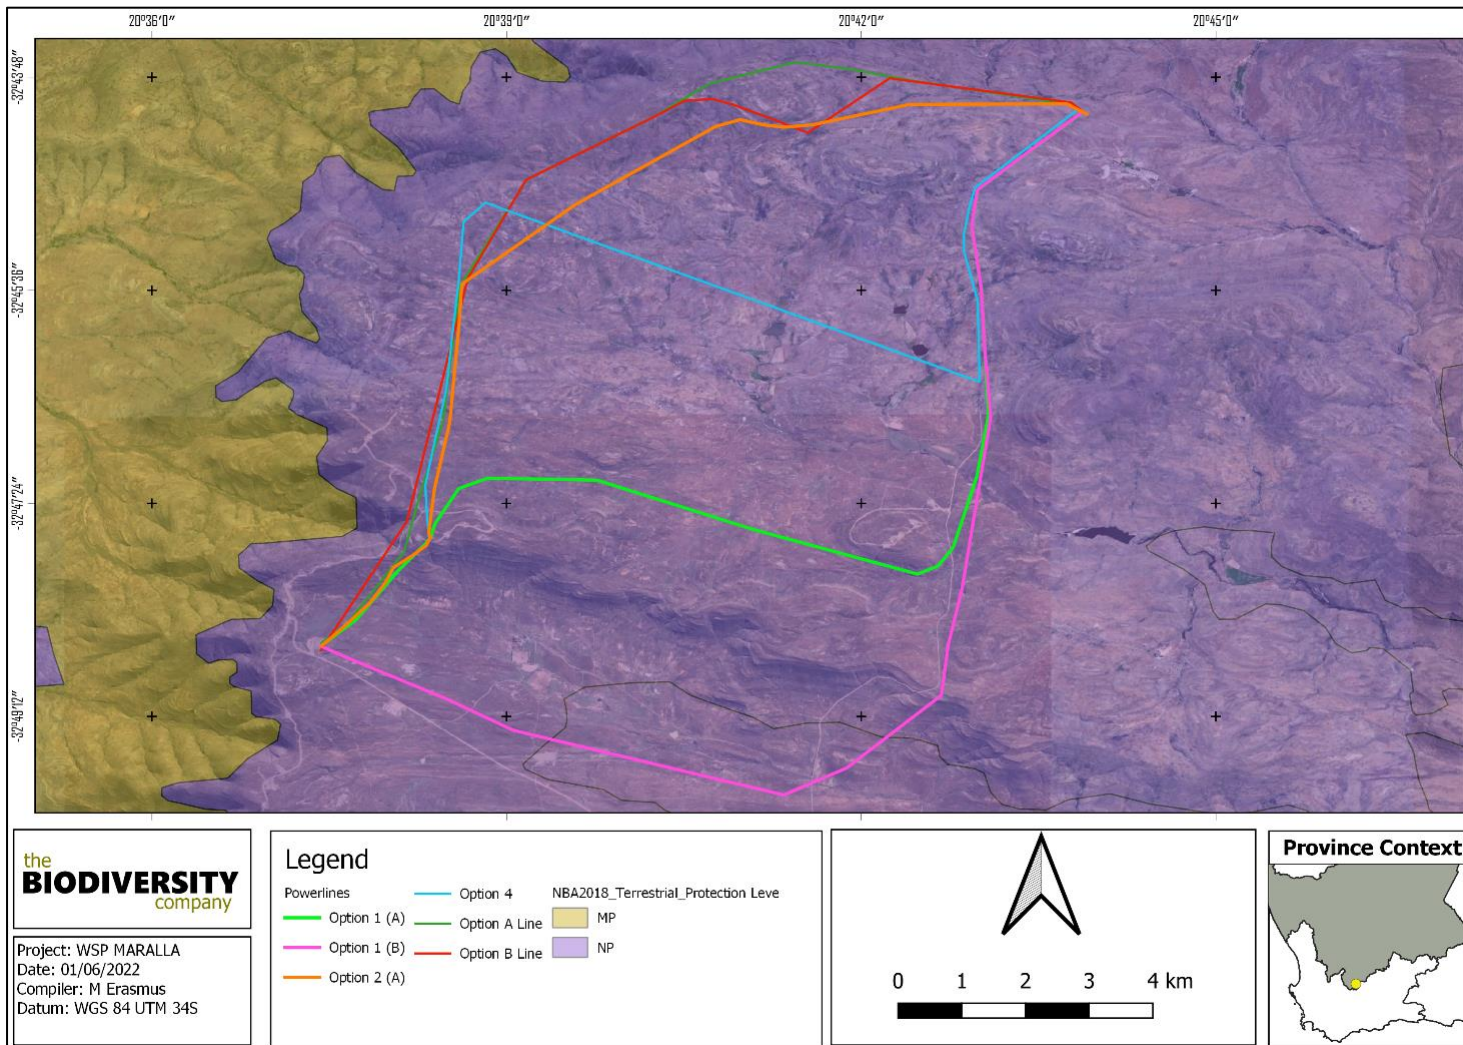 20°36'0"
20°39'0"
20°42'0"
20°45'0"
-32°43'48"
-32°45'36"
-32°47'24"
-32°49'12"
the
BIODIVERSITY
company
Project: WSP MARALLA
Date: 01/06/2022
Compiler: M Erasmus
Datum: WGS 84 UTM 34S
Legend
Powerlines
Option 1 (A)
Option 1 (B)
Option 2 (A)
Option 4
Option A Line
Option B Line
NBA2018_Terrestrial_Protection Leve
MP
NP
0 1 2 3 4 km
Province Context